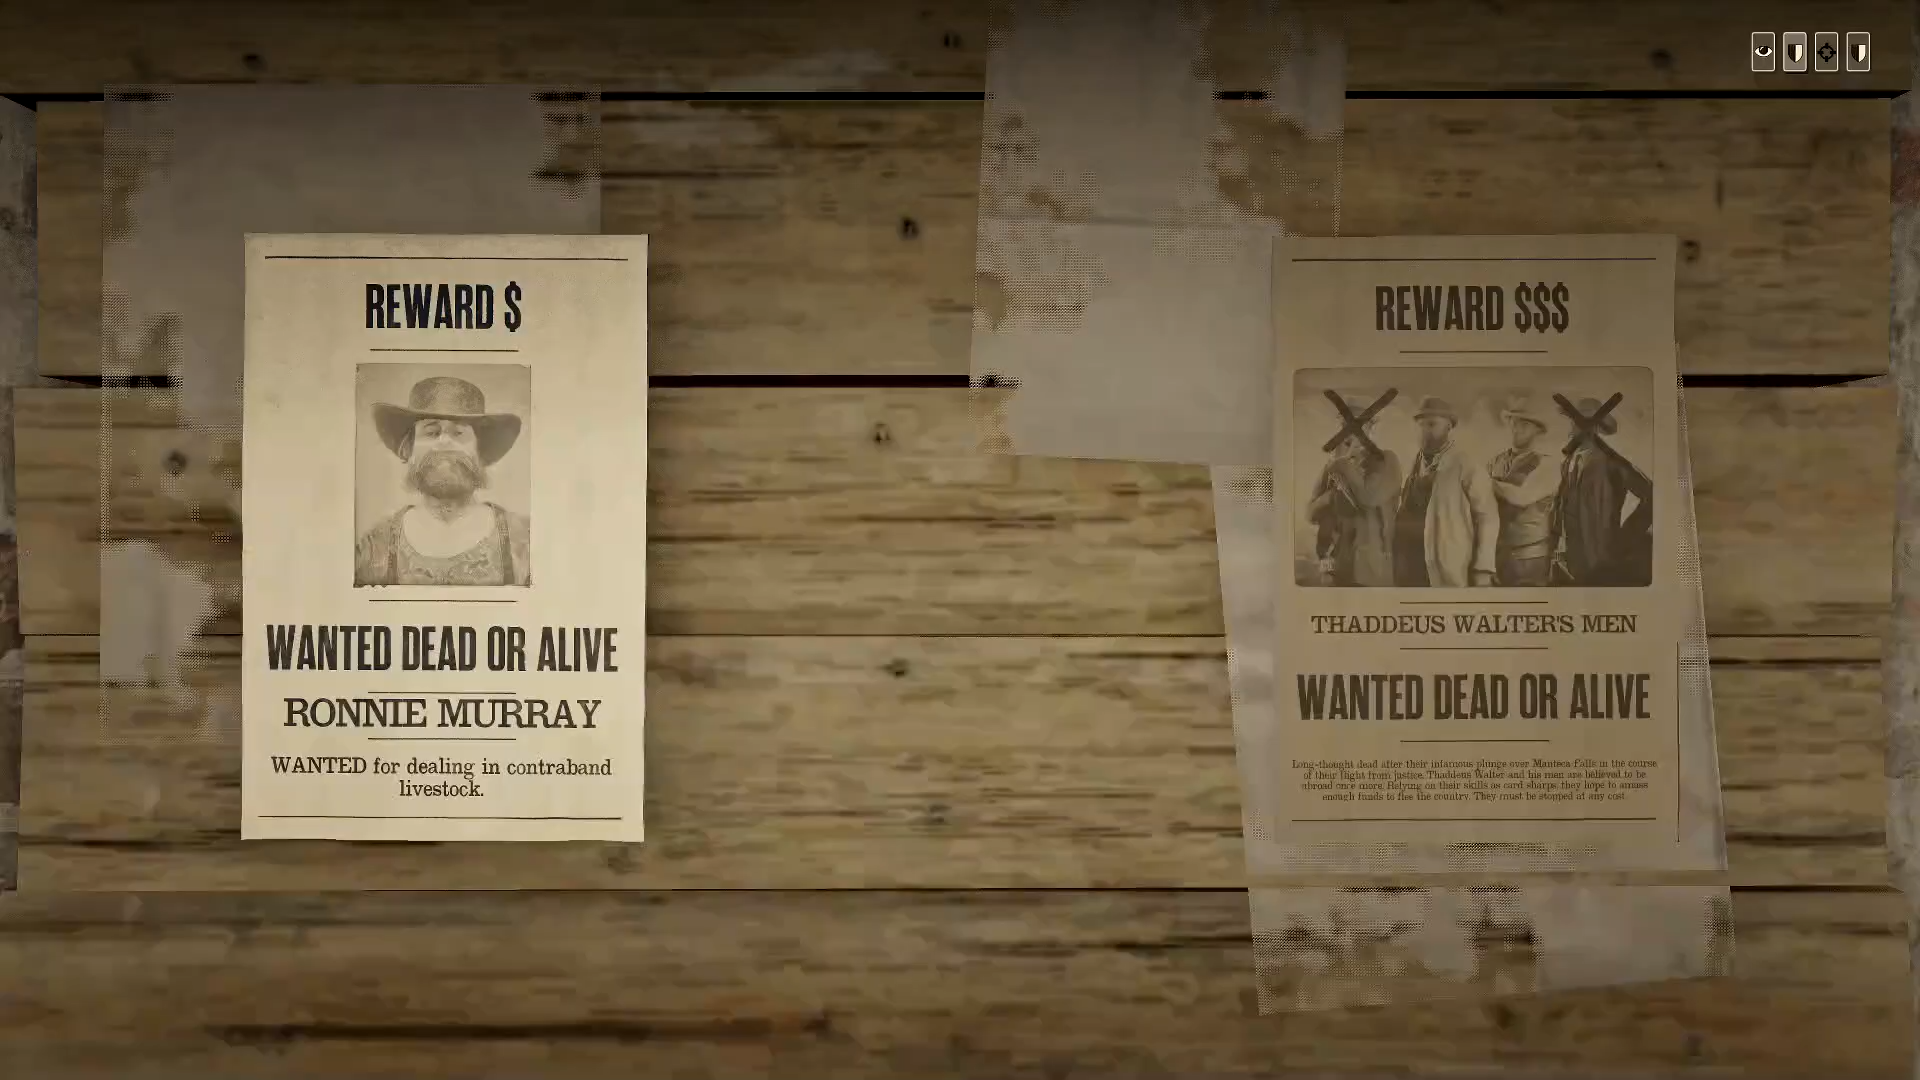 REWARD $
WANTED DEAD OR ALIVE
RONNIE MURRAY
WANTED for dealing in contraband
livestock.
REWARD $$$
THADDEUS WALTER'S MEN
WANTED DEAD OR ALIVE
Long-thought dead after their infamous plunge over Manteca Falls in the course
of their flight from justice. Thaddeus Walter and his men are believed to be
abroad once more. Relying on their skills as card sharps, they hope to amass
enough funds to flee the country. They must be stopped at any cost.